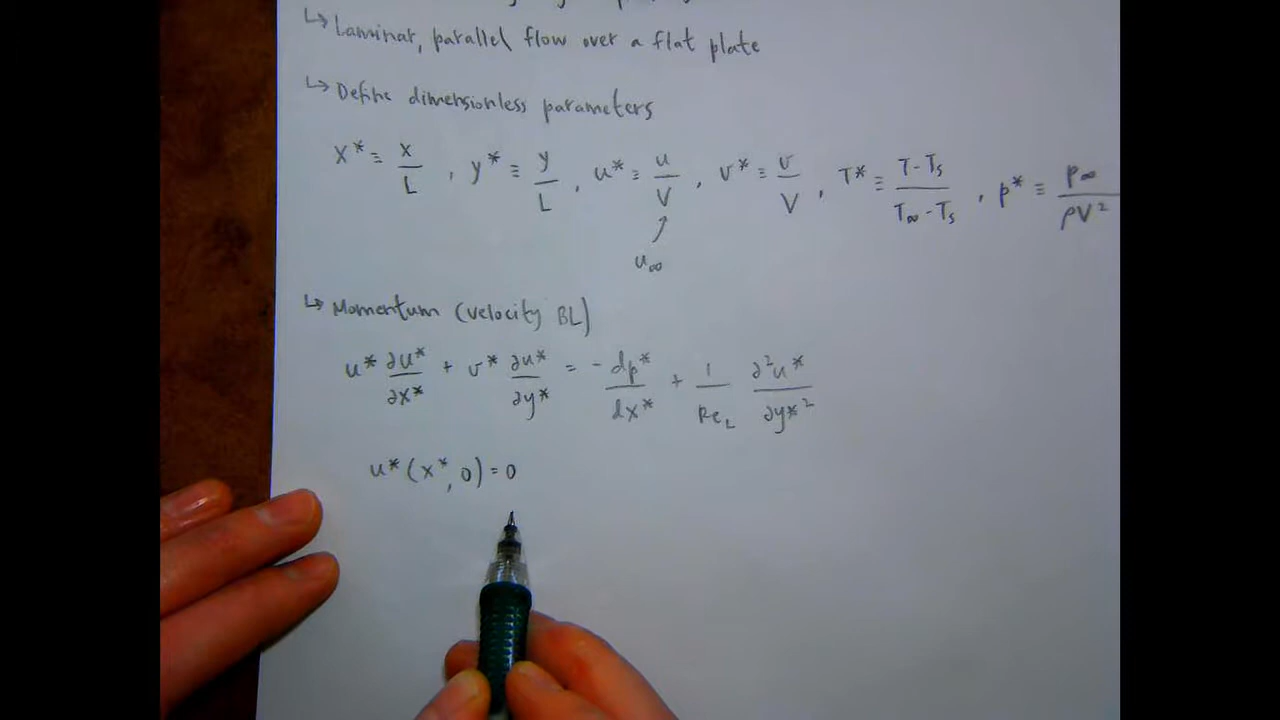 ↳ Laminar, parallel flow over a flat plate
↳ Define dimensionless parameters
x* ≡ x/L , y* ≡ y/L , u* ≡ u/V , v* ≡ v/V , T* ≡ (T-Ts)/(T∞-Ts) , p* ≡ p∞/(ρV²)
u∞
↳ Momentum (velocity BL)
u* ∂u*/∂x* + v* ∂u*/∂y* = - dp*/dx* + 1/Re_L ∂²u*/∂y*²
u*(x*, 0) = 0